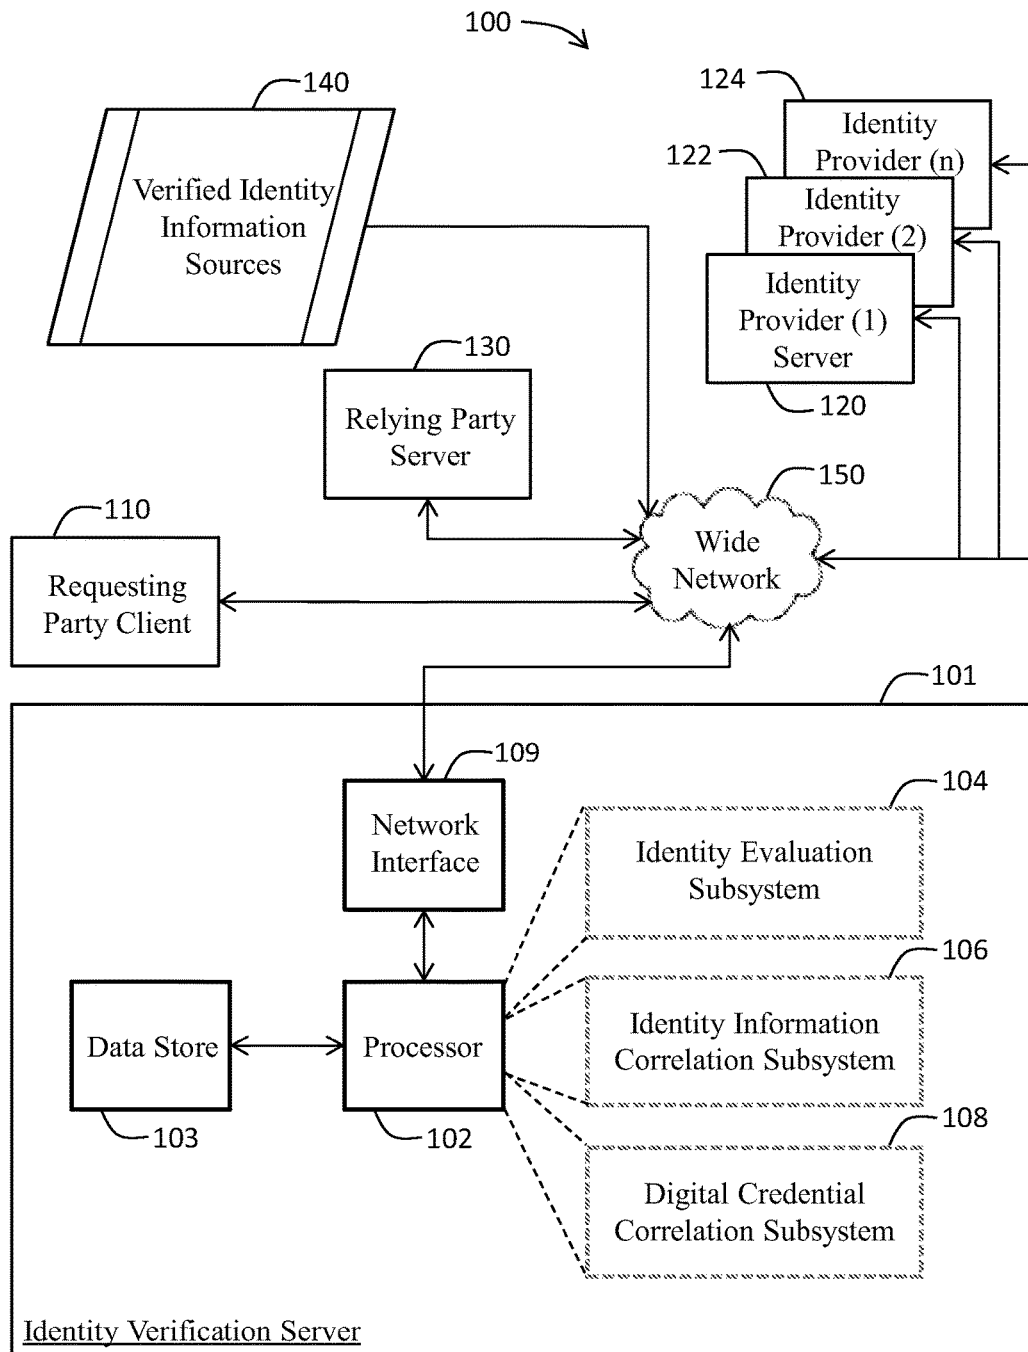 100
140
124
Identity
Provider (n)
122
Identity
Provider (2)
Verified Identity
Information
Sources
Identity
Provider (1)
Server
120
130
Relying Party
Server
150
Wide
Network
110
Requesting
Party Client
101
109
Network
Interface
104
Identity Evaluation
Subsystem
106
Identity Information
Correlation Subsystem
Data Store
103
Processor
102
108
Digital Credential
Correlation Subsystem
Identity Verification Server